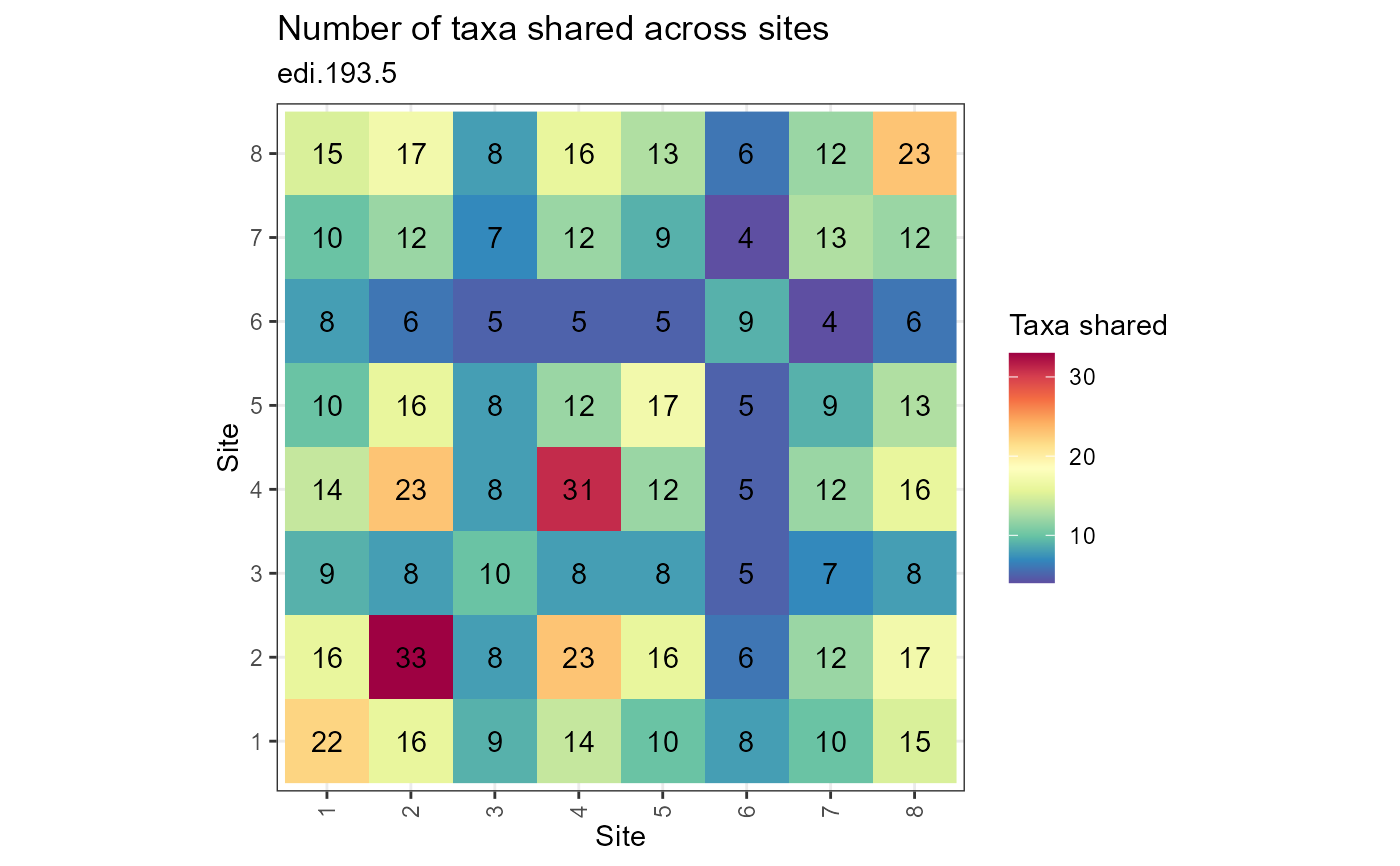 Number of taxa shared across sites
edi.193.5
8 15 17 8 16 13 6 12 23
7 10 12 7 12 9 4 13 12
6 8 6 5 5 5 9 4 6
5 10 16 8 12 17 5 9 13
4 14 23 8 31 12 5 12 16
3 9 8 10 8 8 5 7 8
2 16 33 8 23 16 6 12 17
1 22 16 9 14 10 8 10 15
1 2 3 4 5 6 7 8
Site
Site
Taxa shared
30
20
10